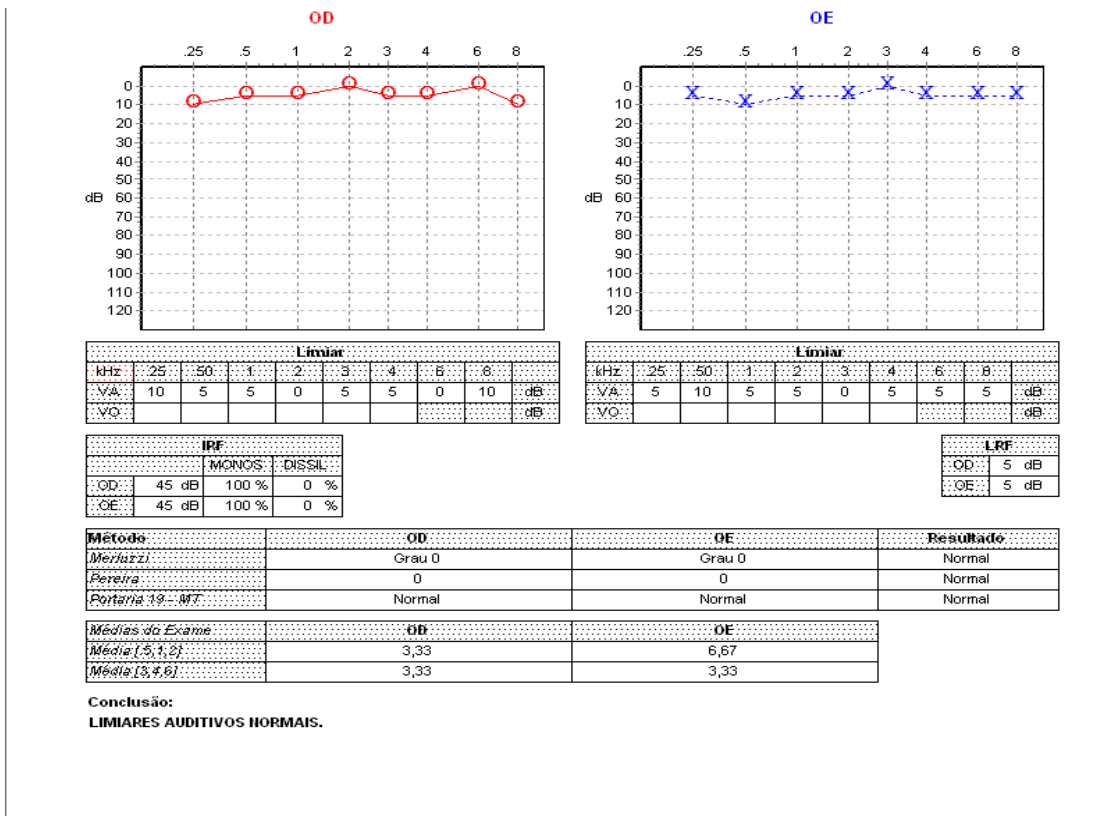 OD OE
.25 .5 1 2 3 4 6 8 .25 .5 1 2 3 4 6 8
0 0
10 10
20 20
30 30
40 40
50 50
dB 60 dB 60
70 70
80 80
90 90
100 100
110 110
120 120
Limiar Limiar
kHz .25 .50 1 2 3 4 6 8 kHz .25 .50 1 2 3 4 6 8
VA 10 5 5 0 5 5 0 10 dB VA 5 10 5 5 0 5 5 5 dB
VO dB VO dB
IRF LRF
MONOS DISSIL OD 5 dB
OD 45 dB 100 % 0 % OE 5 dB
OE 45 dB 100 % 0 %
Método OD OE Resultado
Merluzzi Grau 0 Grau 0 Normal
Pereira 0 0 Normal
Portaria 19 - MT Normal Normal Normal
Médias do Exame OD OE
Média [.5,1,2] 3,33 6,67
Média [3,4,6] 3,33 3,33
Conclusão:
LIMIARES AUDITIVOS NORMAIS.